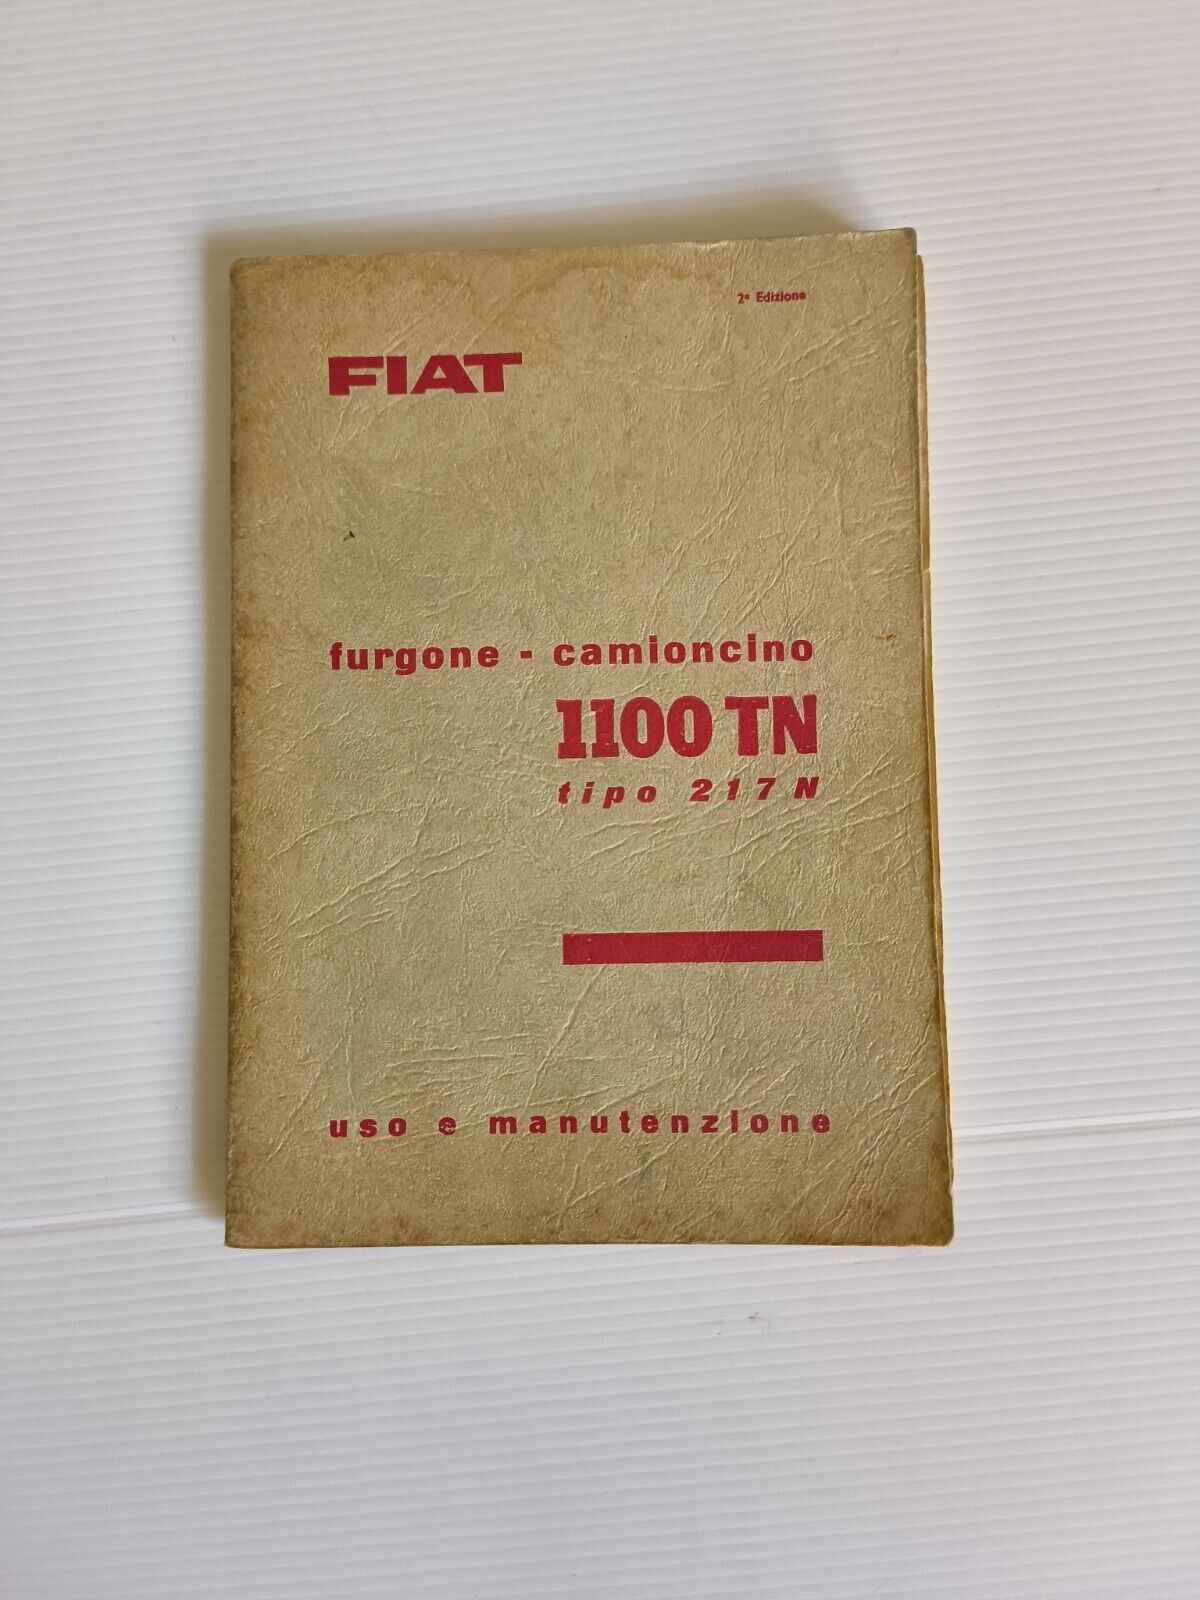 2ª Edizione
FIAT
furgone - camioncino
1100 TN
tipo 217 N
uso e manutenzione